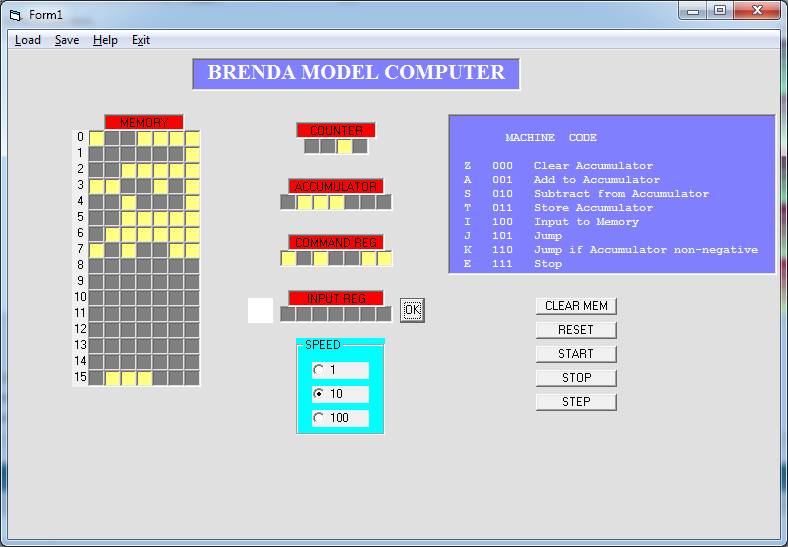 Form1
Load Save Help Exit
BRENDA MODEL COMPUTER
MEMORY
0
1
2
3
4
5
6
7
8
9
10
11
12
13
14
15
COUNTER
ACCUMULATOR
COMMAND REG
INPUT REG
OK
SPEED
1
10
100
MACHINE CODE
Z 000 Clear Accumulator
A 001 Add to Accumulator
S 010 Subtract from Accumulator
T 011 Store Accumulator
I 100 Input to Memory
J 101 Jump
K 110 Jump if Accumulator non-negative
E 111 Stop
CLEAR MEM
RESET
START
STOP
STEP